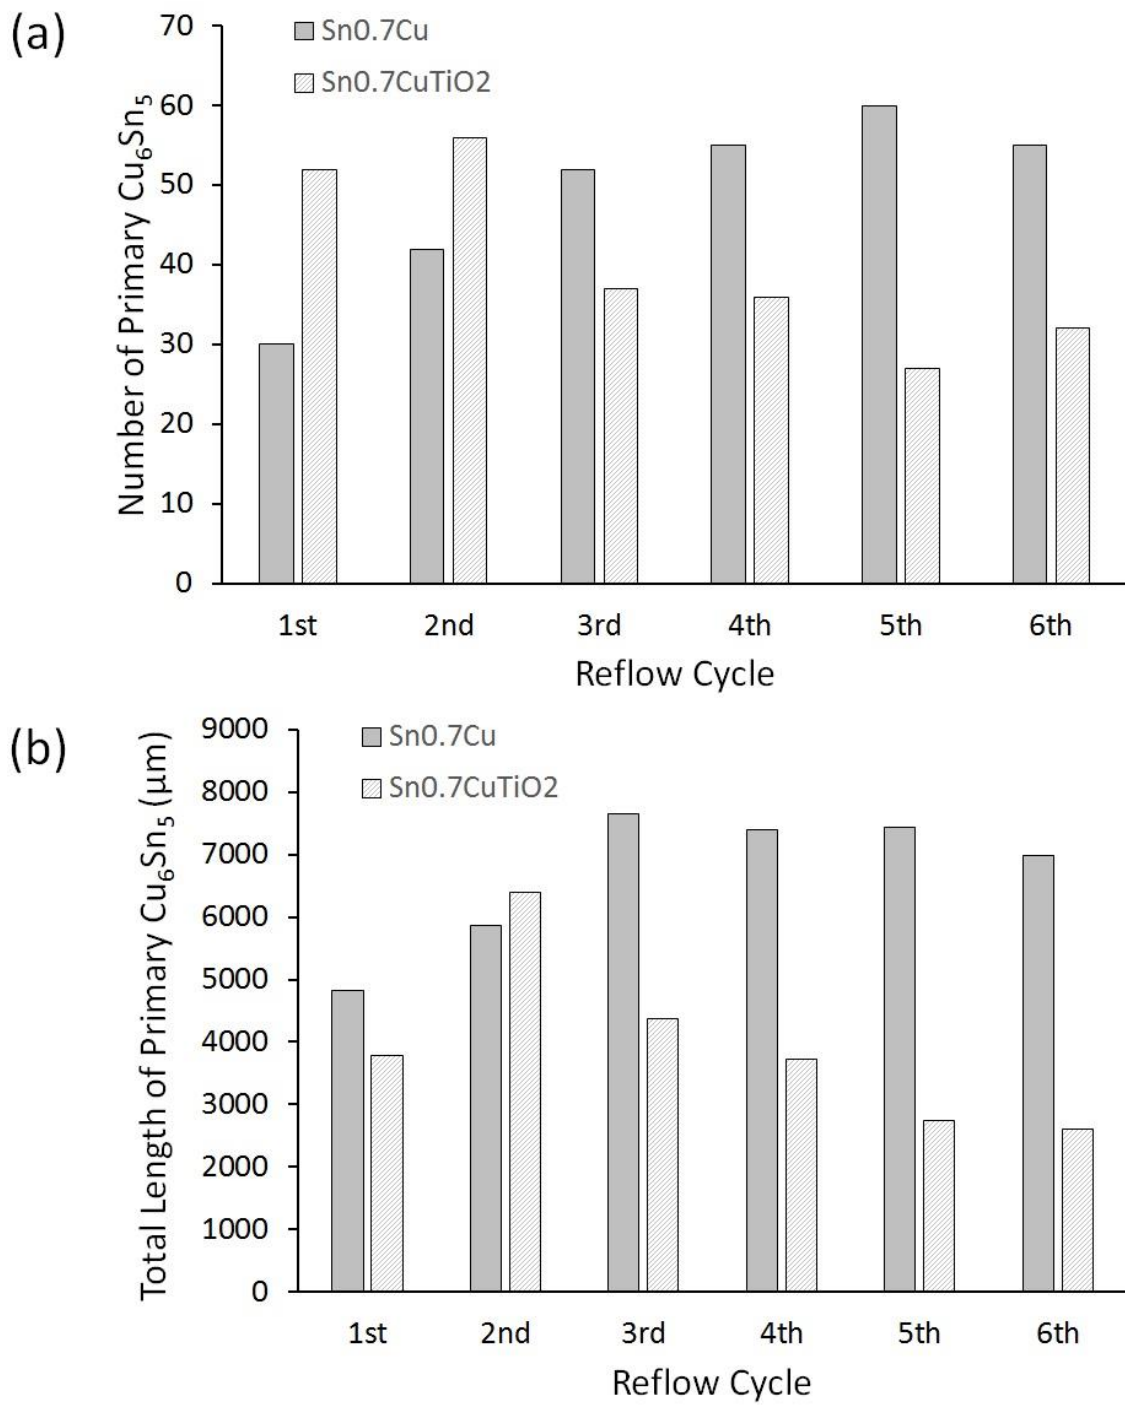 (a)
Number of Primary Cu₆Sn₅
70
60
50
40
30
20
10
0
Sn0.7Cu
Sn0.7CuTiO2
1st 2nd 3rd 4th 5th 6th
Reflow Cycle
(b)
Total Length of Primary Cu₆Sn₅ (µm)
9000
8000
7000
6000
5000
4000
3000
2000
1000
0
Sn0.7Cu
Sn0.7CuTiO2
1st 2nd 3rd 4th 5th 6th
Reflow Cycle